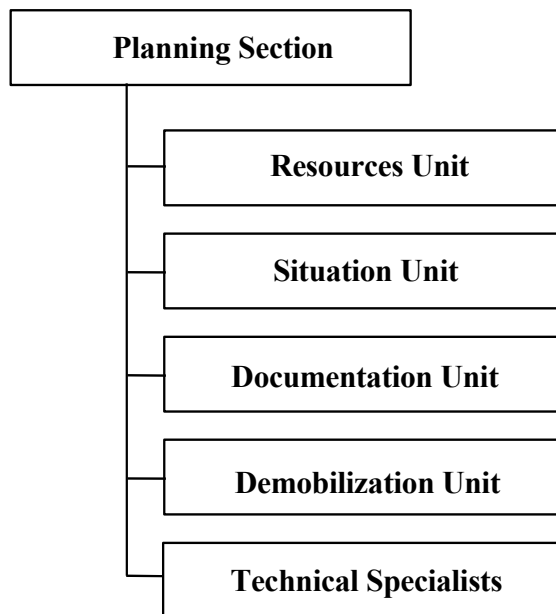 Planning Section
Resources Unit
Situation Unit
Documentation Unit
Demobilization Unit
Technical Specialists